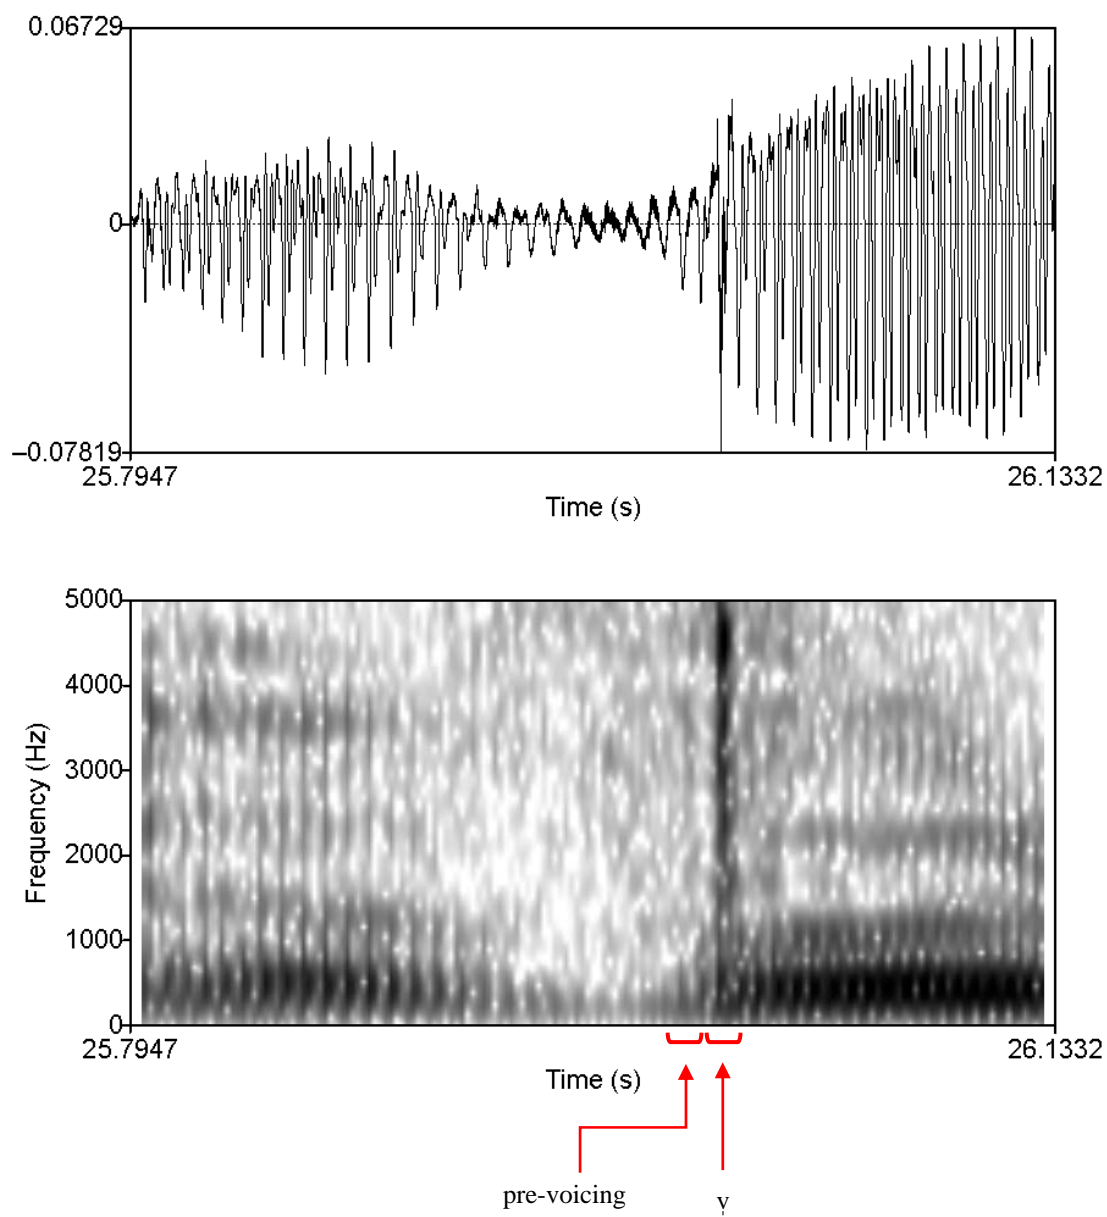 0.06729
0
–0.07819
25.7947
26.1332
Time (s)
5000
4000
3000
2000
1000
0
Frequency (Hz)
25.7947
26.1332
Time (s)
pre-voicing
v̩